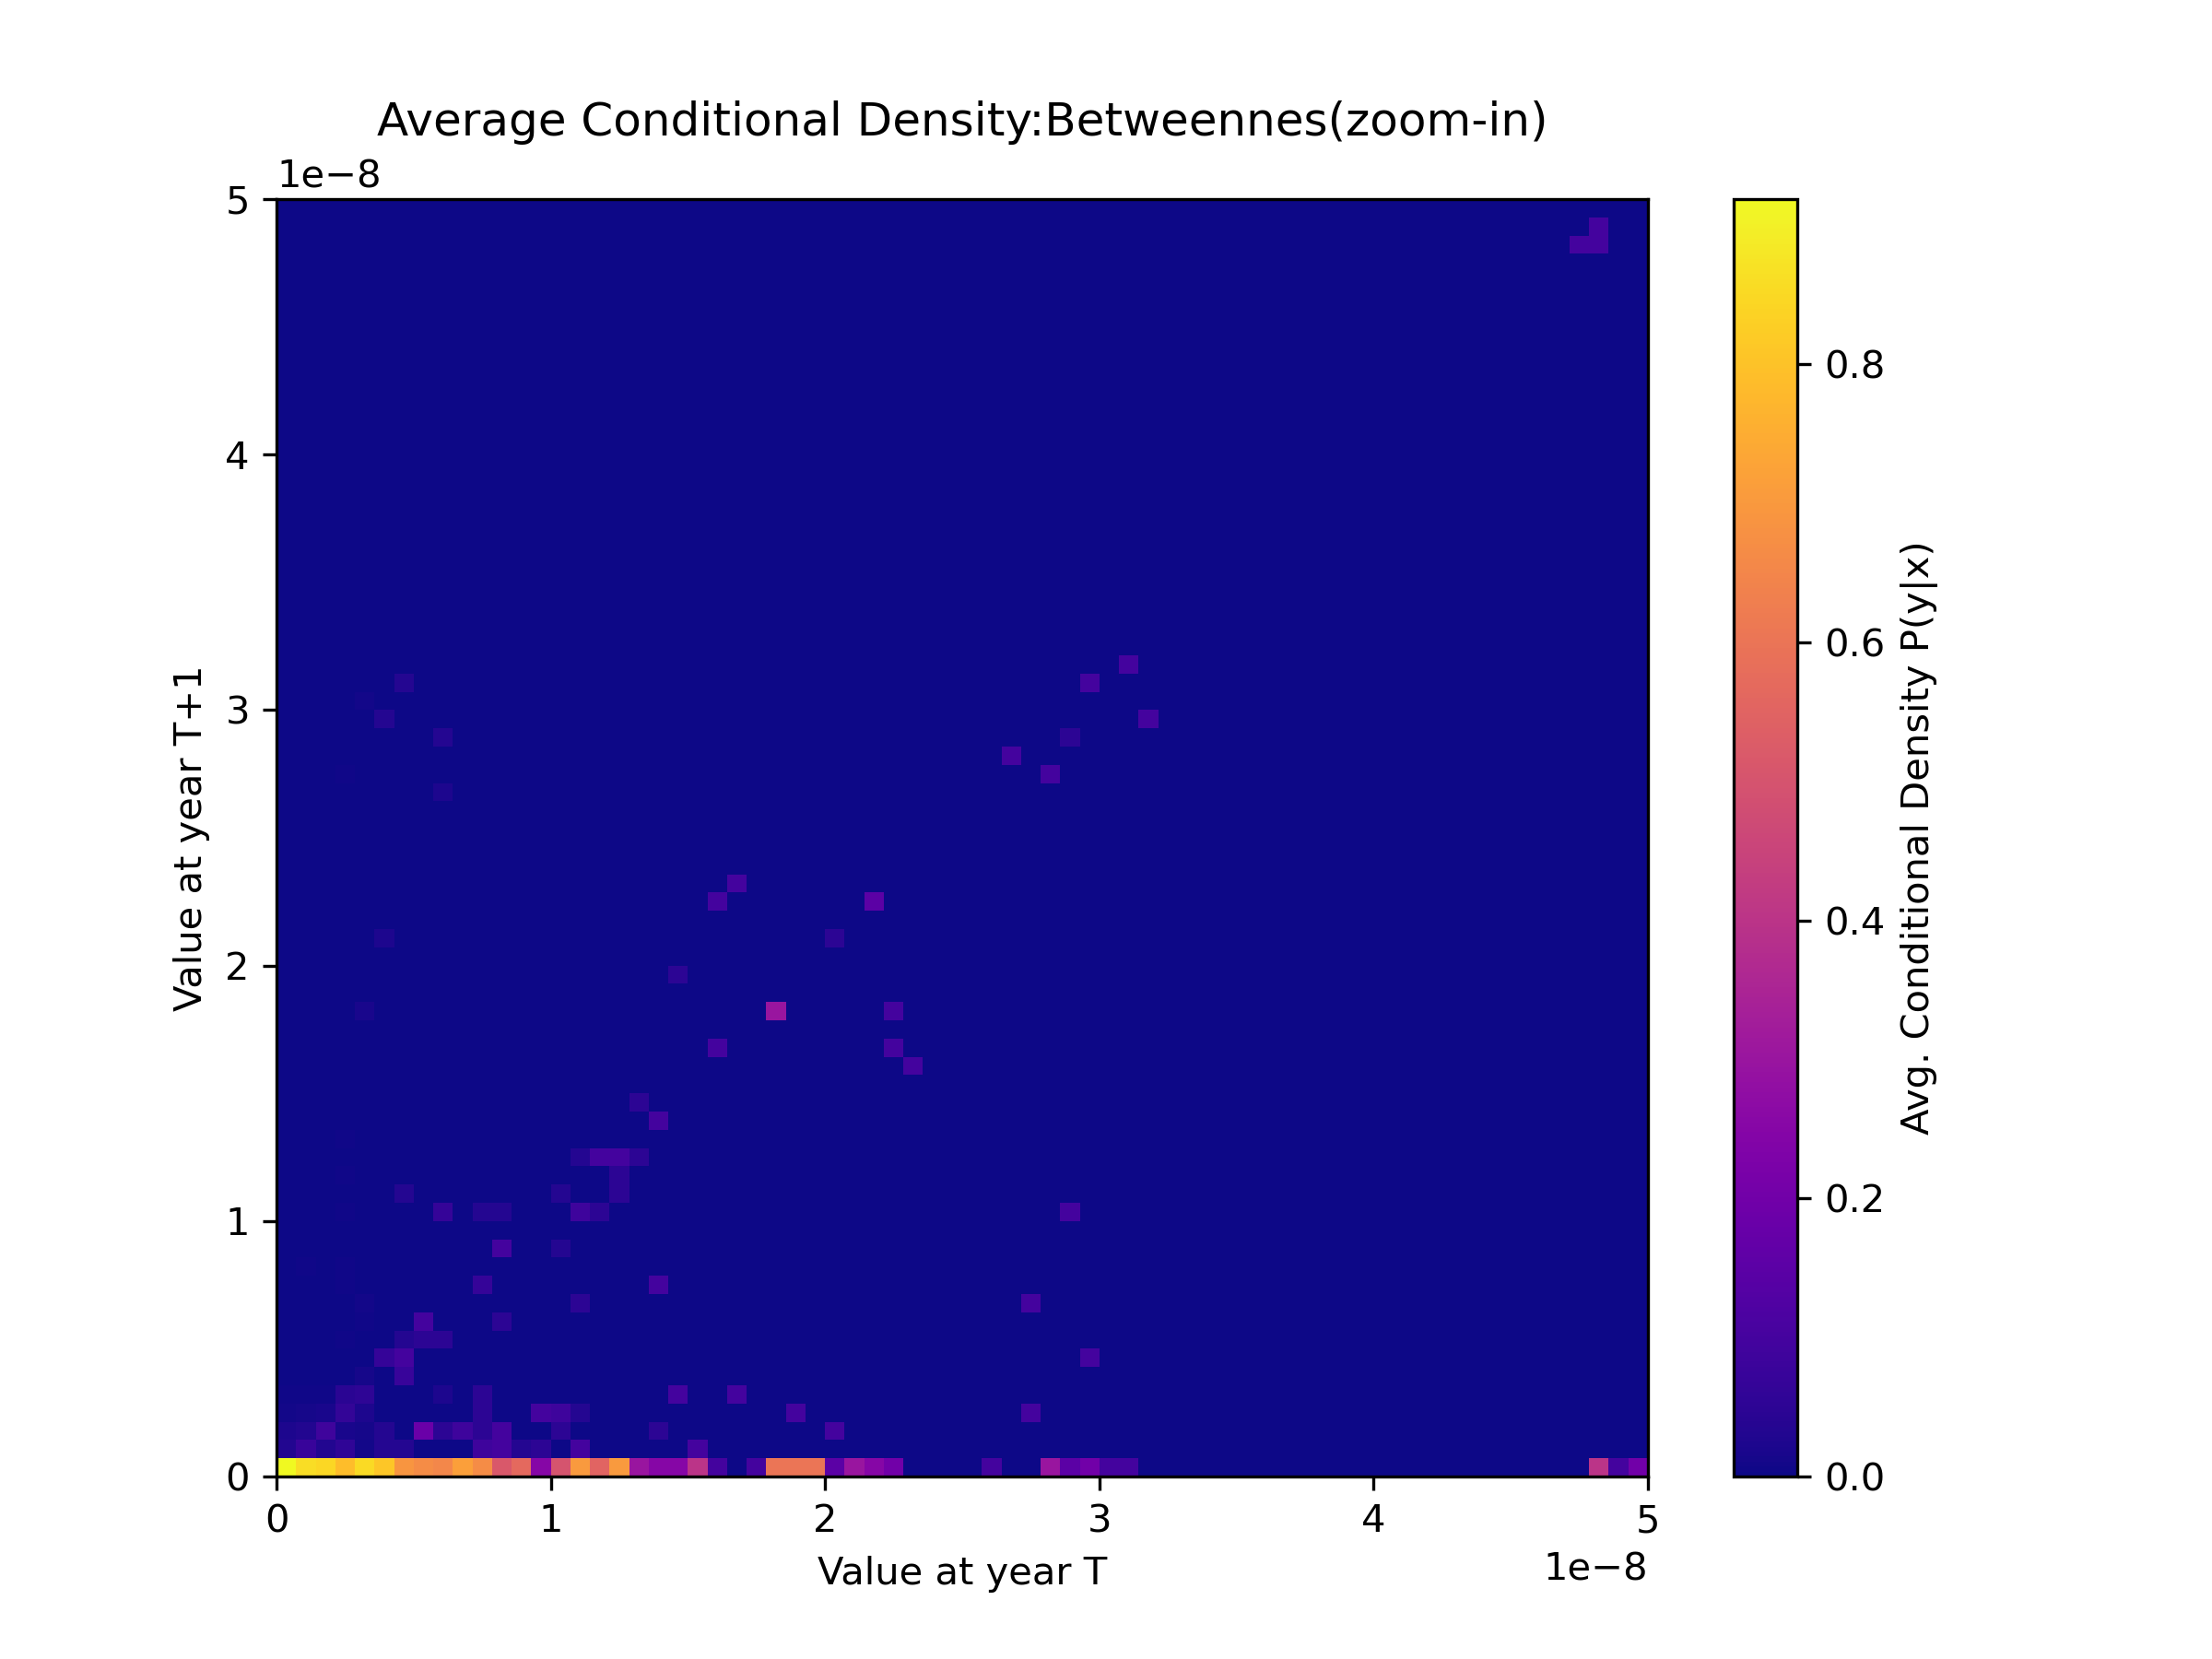 Average Conditional Density:Betweennes(zoom-in)
1e−8
5
4
3
2
1
0
Value at year T+1
0 1 2 3 4 5
Value at year T
1e−8
0.8
0.6
0.4
0.2
0.0
Avg. Conditional Density P(y|x)